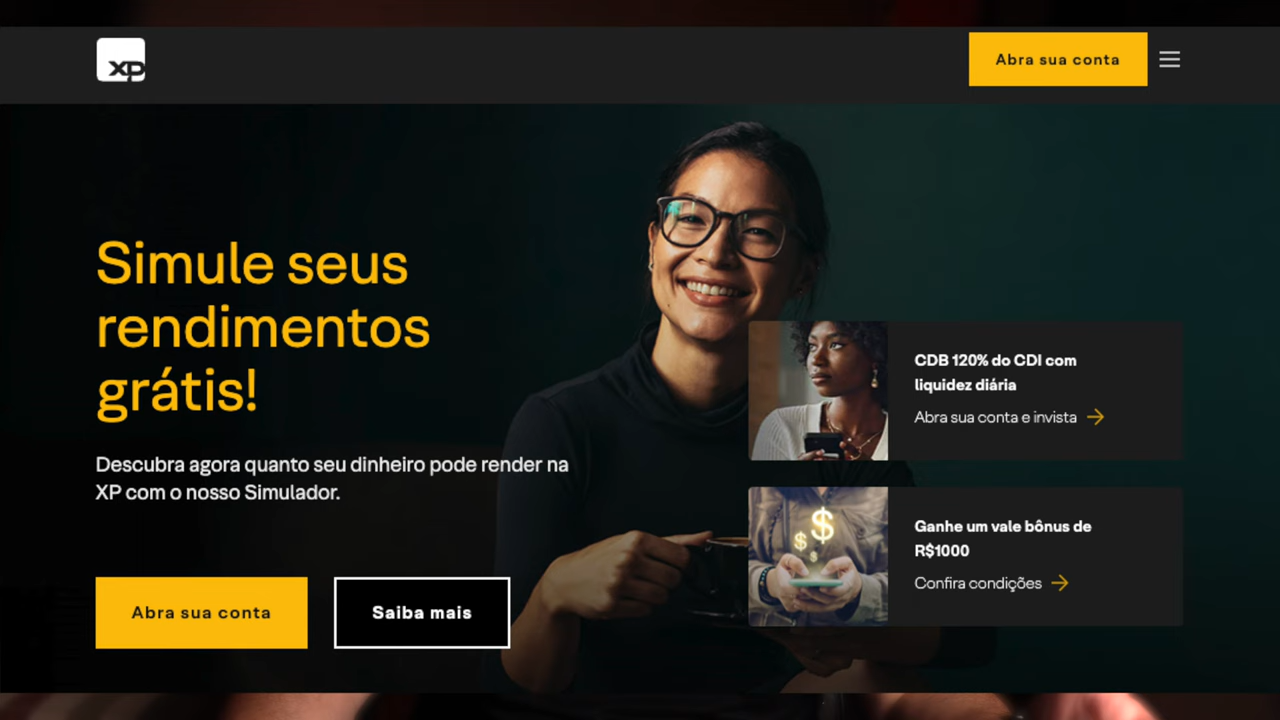 xp
Abra sua conta
Simule seus
rendimentos
grátis!
Descubra agora quanto seu dinheiro pode render na
XP com o nosso Simulador.
Abra sua conta
Saiba mais
CDB 120% do CDI com
liquidez diária
Abra sua conta e invista
Ganhe um vale bônus de
R$1000
Confira condições